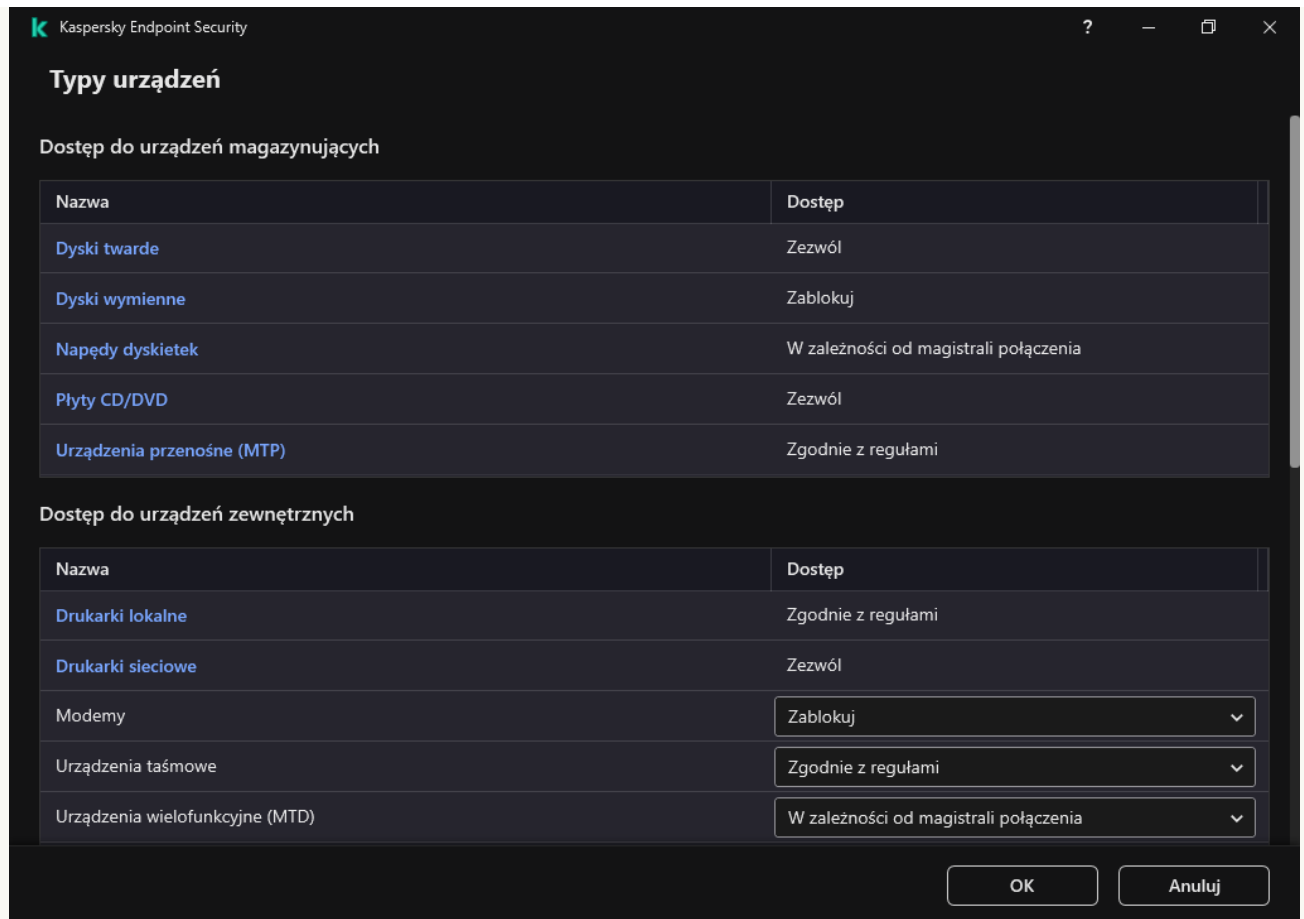 Kaspersky Endpoint Security
?
Typy urządzeń
Dostęp do urządzeń magazynujących
Nazwa Dostęp
Dyski twarde Zezwól
Dyski wymienne Zablokuj
Napędy dyskietek W zależności od magistrali połączenia
Płyty CD/DVD Zezwól
Urządzenia przenośne (MTP) Zgodnie z regułami
Dostęp do urządzeń zewnętrznych
Nazwa Dostęp
Drukarki lokalne Zgodnie z regułami
Drukarki sieciowe Zezwól
Modemy Zablokuj
Urządzenia taśmowe Zgodnie z regułami
Urządzenia wielofunkcyjne (MTD) W zależności od magistrali połączenia
OK Anuluj